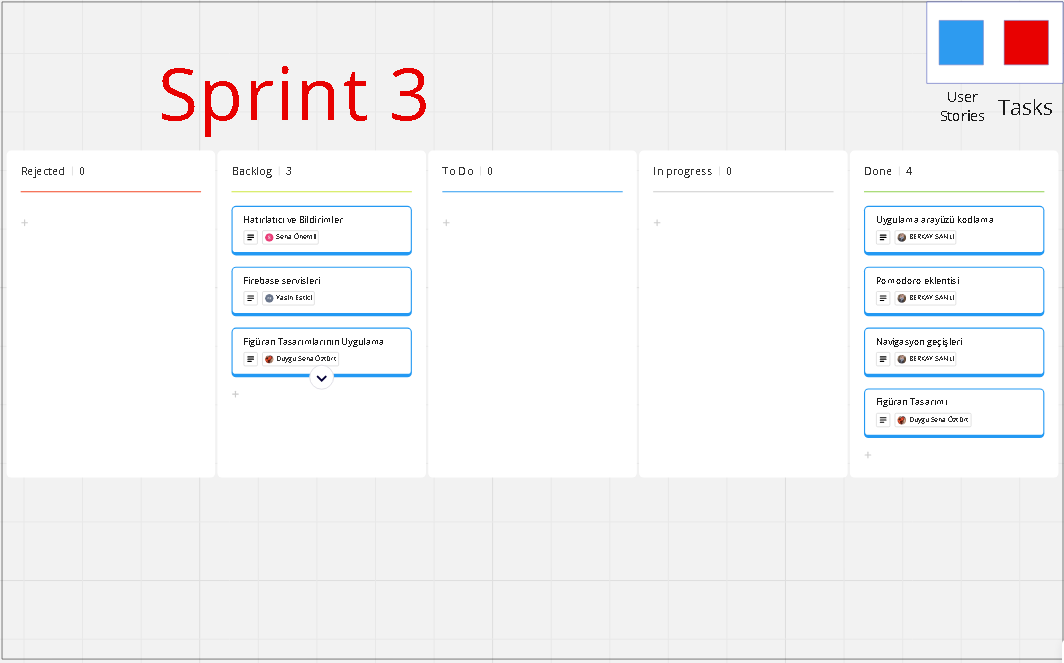 User
Stories
Tasks
Sprint 3
Rejected 0
Backlog 3
To Do 0
In progress 0
Done 4
Hatırlatıcı ve Bildirimler
Sena Önemli
Firebase servisleri
Yasin Estici
Figüran Tasarımlarının Uygulama
Duygu Sena Öztürk
Uygulama arayüzü kodlama
BERKAY SANLI
Pomodoro eklentisi
BERKAY SANLI
Navigasyon geçişleri
BERKAY SANLI
Figüran Tasarımı
Duygu Sena Öztürk